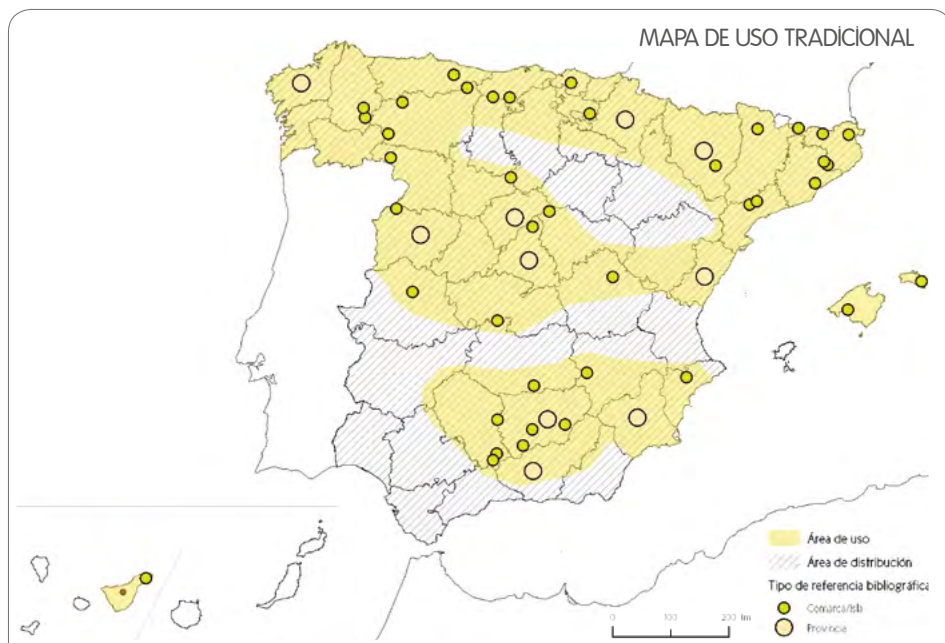 MAPA DE USO TRADICIONAL
Área de uso
Área de distribución
Tipo de referencia bibliográfica
Comarca/Isla
Provincia
0 100 200 km